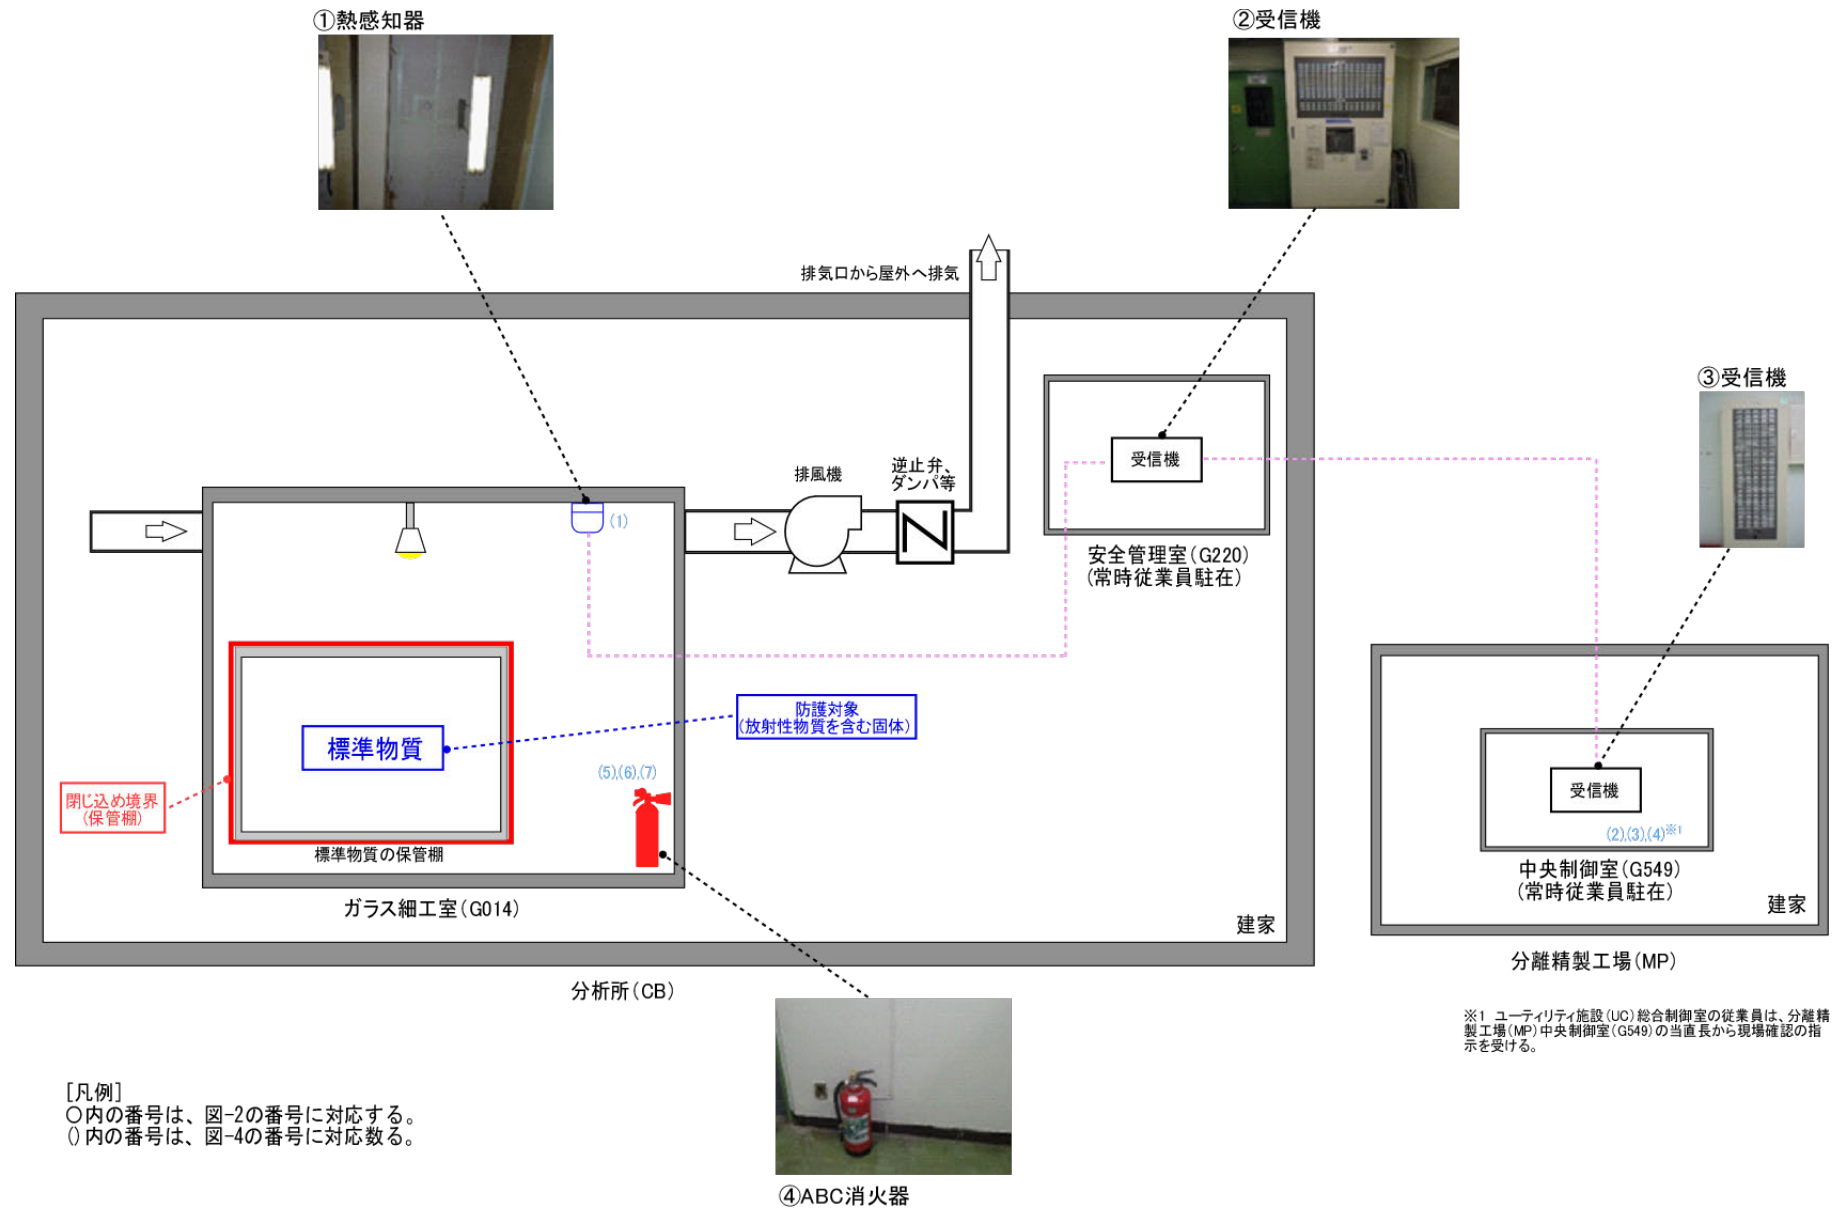 ①熱感知器
②受信機
排気口から屋外へ排気
③受信機
排風機
逆止弁、
ダンパ等
受信機
(1)
安全管理室(G220)
(常時従業員駐在)
防護対象
(放射性物質を含む固体)
標準物質
(5),(6),(7)
閉じ込め境界
(保管棚)
標準物質の保管棚
受信機
(2),(3),(4)※1
中央制御室(G549)
(常時従業員駐在)
建家
ガラス細工室(G014)
建家
分離精製工場(MP)
分析所(CB)
※1 ユーティリティ施設(UC)総合制御室の従業員は、分離精
製工場(MP)中央制御室(G549)の当直長から現場確認の指
示を受ける。
[凡例]
○内の番号は、図-2の番号に対応する。
()内の番号は、図-4の番号に対応数る。
④ABC消火器